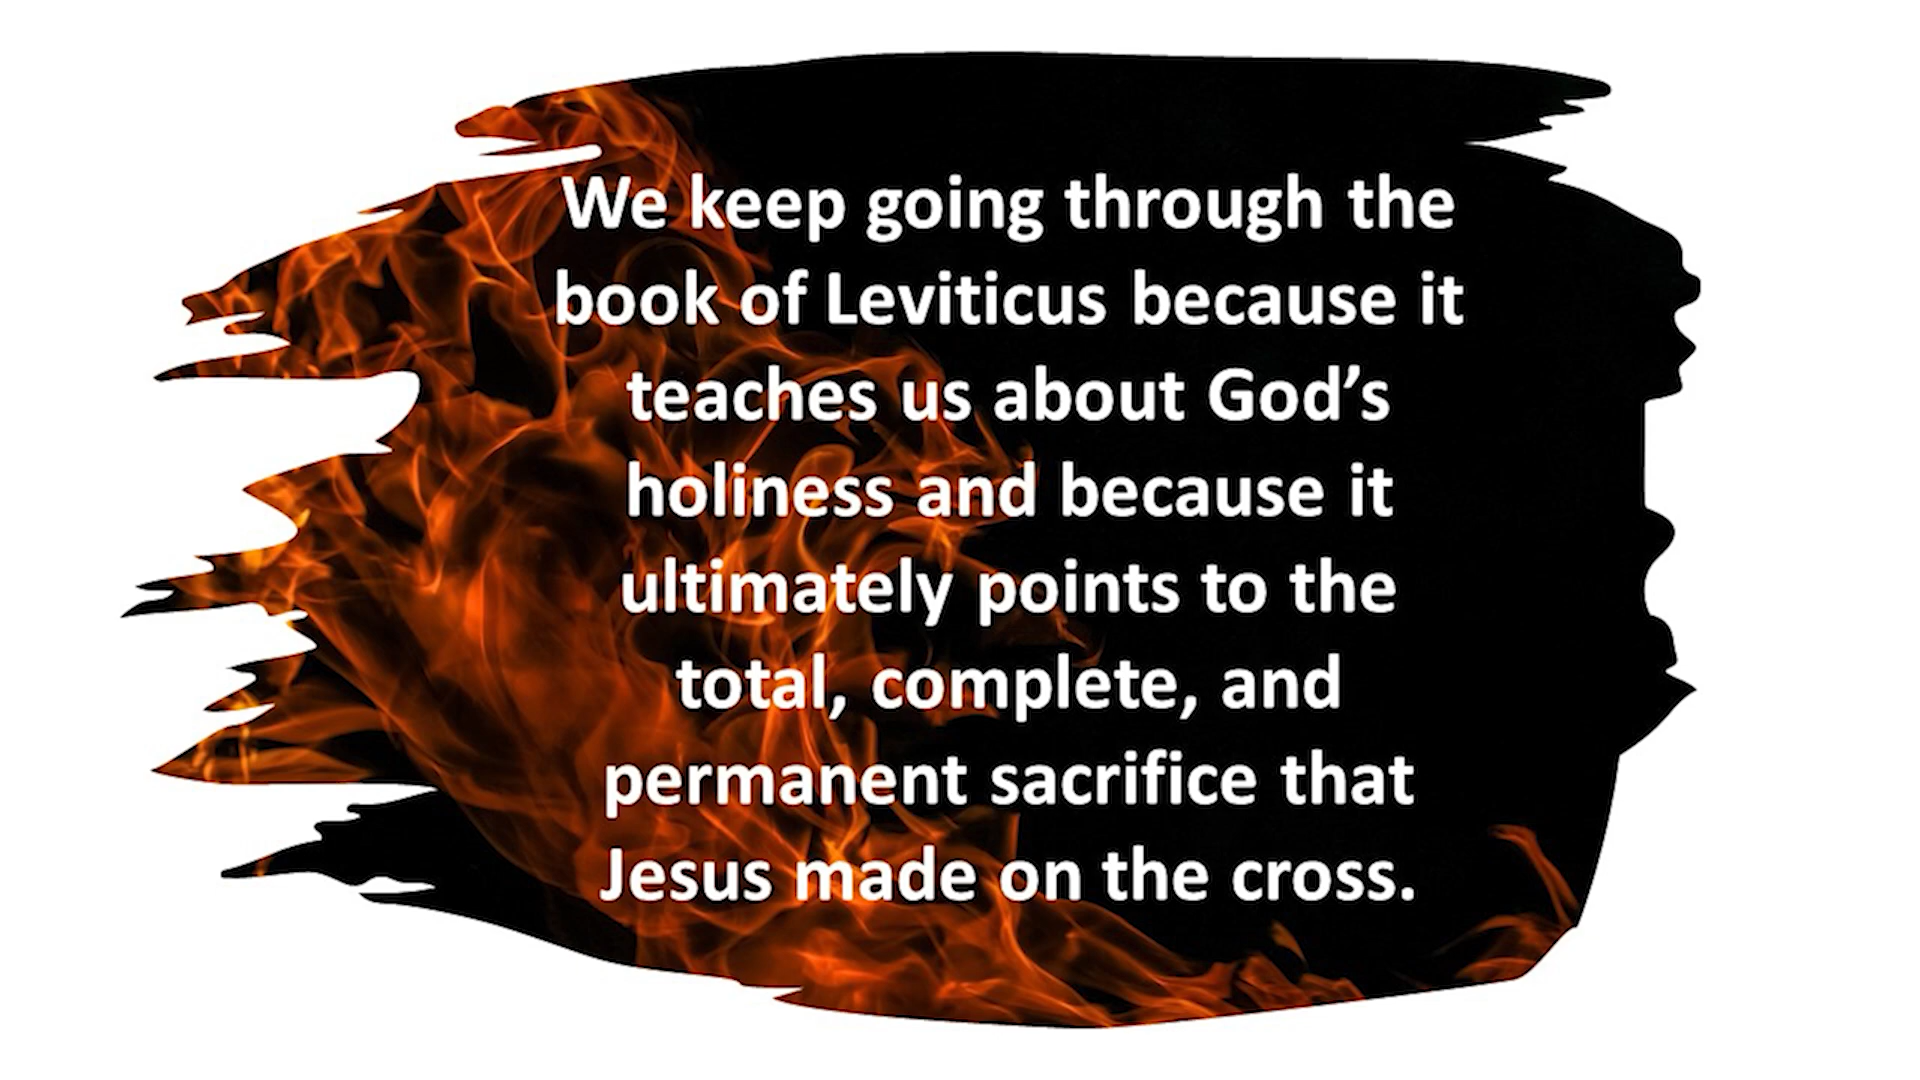 We keep going through the
book of Leviticus because it
teaches us about God’s
holiness and because it
ultimately points to the
total, complete, and
permanent sacrifice that
Jesus made on the cross.